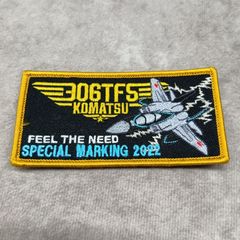 306TFS
KOMATSU
FEEL THE NEED
SPECIAL MARKING 2022